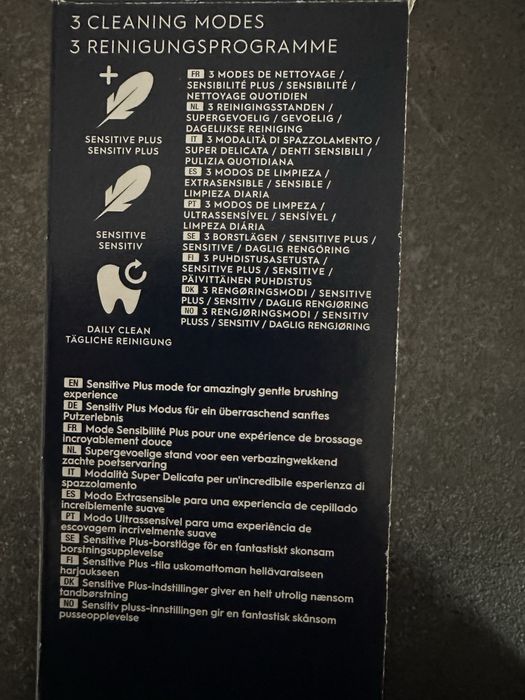 3 CLEANING MODES
3 REINIGUNGSPROGRAMME
SENSITIVE PLUS
SENSITIV PLUS
SENSITIVE
SENSITIV
DAILY CLEAN
TÄGLICHE REINIGUNG
FR 3 MODES DE NETTOYAGE /
SENSIBILITÉ PLUS / SENSIBILITÉ /
NETTOYAGE QUOTIDIEN
NL 3 REINIGINGSSTANDEN /
SUPERGEVOELIG / GEVOELIG /
DAGELIJKSE REINIGING
IT 3 MODALITÀ DI SPAZZOLAMENTO /
SUPER DELICATA / DENTI SENSIBILI /
PULIZIA QUOTIDIANA
ES 3 MODOS DE LIMPIEZA /
EXTRASENSIBLE / SENSIBLE /
LIMPIEZA DIARIA
PT 3 MODOS DE LIMPEZA /
ULTRASSENSÍVEL / SENSÍVEL /
LIMPEZA DIÁRIA
SE 3 BORSTLÄGEN / SENSITIVE PLUS /
SENSITIVE / DAGLIG RENGÖRING
FI 3 PUHDISTUSASETUSTA /
SENSITIVE PLUS / SENSITIVE /
PÄIVITTÄINEN PUHDISTUS
DK 3 RENGØRINGSMODI / SENSITIVE
PLUS / SENSITIV / DAGLIG RENGJØRING
NO 3 RENGJØRINGSMODI / SENSITIV
PLUSS / SENSITIV / DAGLIG RENGJØRING
EN Sensitive Plus mode for amazingly gentle brushing
experience
DE Sensitiv Plus Modus für ein überraschend sanftes
Putzerlebnis
FR Mode Sensibilité Plus pour une expérience de brossage
incroyablement douce
NL Supergevoelige stand voor een verbazingwekkend
zachte poetservaring
IT Modalità Super Delicata per un'incredibile esperienza di
spazzolamento
ES Modo Extrasensible para una experiencia de cepillado
increíblemente suave
PT Modo Ultrassensível para uma experiência de
escovagem incrivelmente suave
SE Sensitive Plus-borstläge för en fantastiskt skonsam
borstningsupplevelse
FI Sensitive Plus -tila uskomattoman hellävaraiseen
harjaukseen
DK Sensitive Plus-indstillinger giver en helt utrolig nænsom
tandbørstning
NO Sensitiv pluss-innstillingen gir en fantastisk skånsom
pusseopplevelse